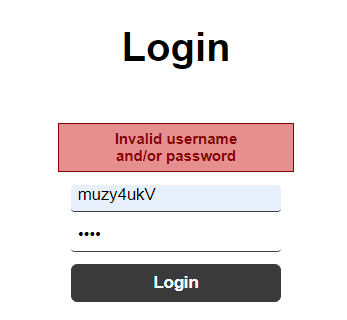 Login
Invalid username
and/or password
muzy4ukV
••••
Login